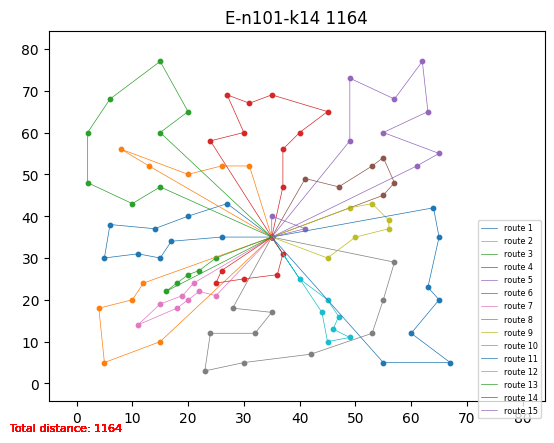 E-n101-k14 1164
80
70
60
50
40
30
20
10
0
0 10 20 30 40 50 60 70 80
route 1
route 2
route 3
route 4
route 5
route 6
route 7
route 8
route 9
route 10
route 11
route 12
route 13
route 14
route 15
Total distance: 1164